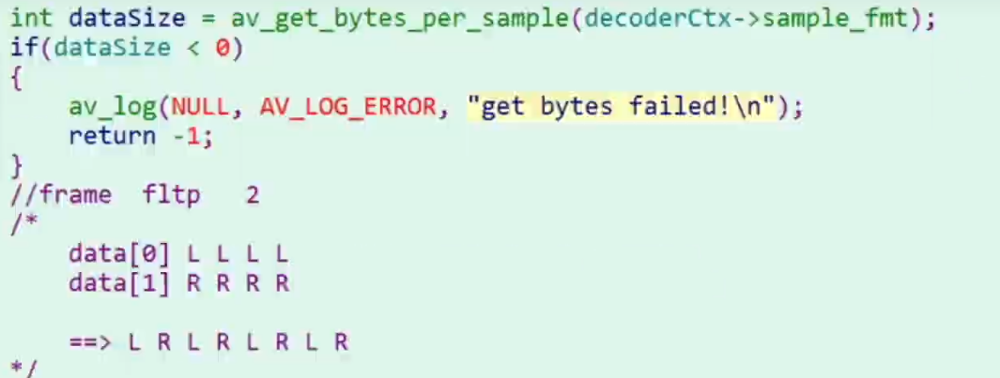 int dataSize = av_get_bytes_per_sample(decoderCtx->sample_fmt);
if(dataSize < 0)
{
    av_log(NULL, AV_LOG_ERROR, "get bytes failed!\n");
    return -1;
}
//frame  fltp   2
/*
    data[0] L L L L
    data[1] R R R R

    ==> L R L R L R L R
*/